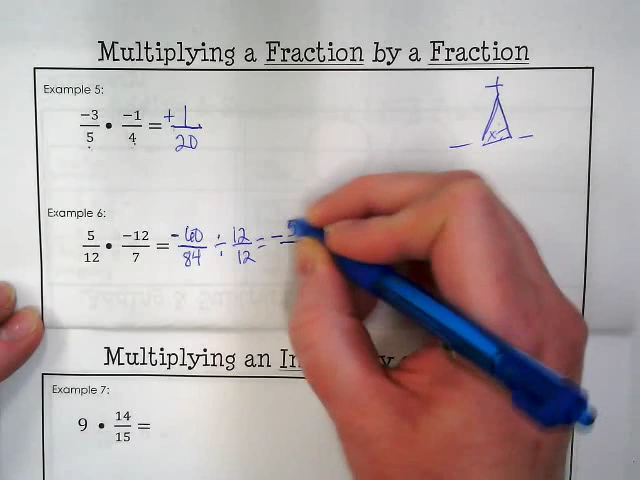 Multiplying a Fraction by a Fraction
Example 5:
-3/5 • -1/4 = +1/20
+
x ÷
Example 6:
5/12 • -12/7 = -60/84 ÷ 12/12 = -5
Multiplying an
Example 7:
9 • 14/15 =